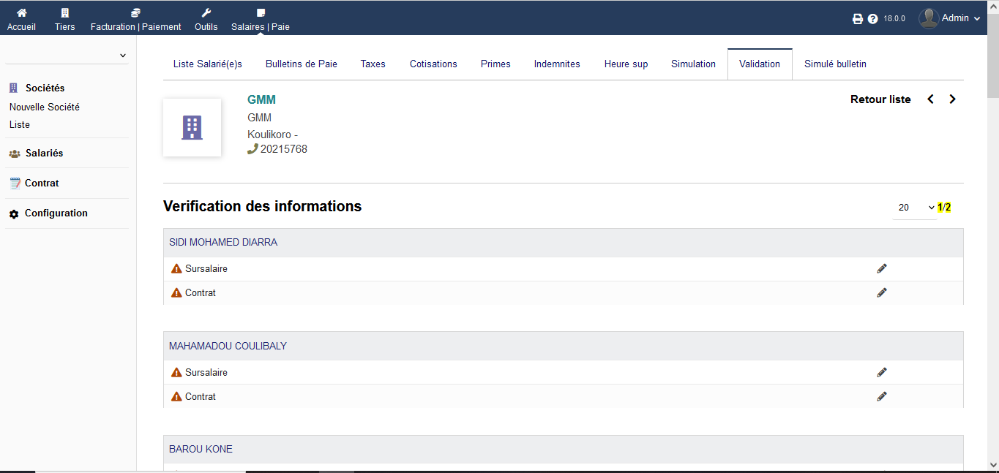 Accueil Tiers Facturation | Paiement Outils Salaires | Paie 18.0.0 Admin
Liste Salarié(e)s Bulletins de Paie Taxes Cotisations Primes Indemnites Heure sup Simulation Validation Simulé bulletin
Sociétés
Nouvelle Société
Liste
Salariés
Contrat
Configuration
GMM
GMM
Koulikoro -
20215768
Retour liste
Verification des informations
20 1/2
SIDI MOHAMED DIARRA
Sursalaire
Contrat
MAHAMADOU COULIBALY
Sursalaire
Contrat
BAROU KONE